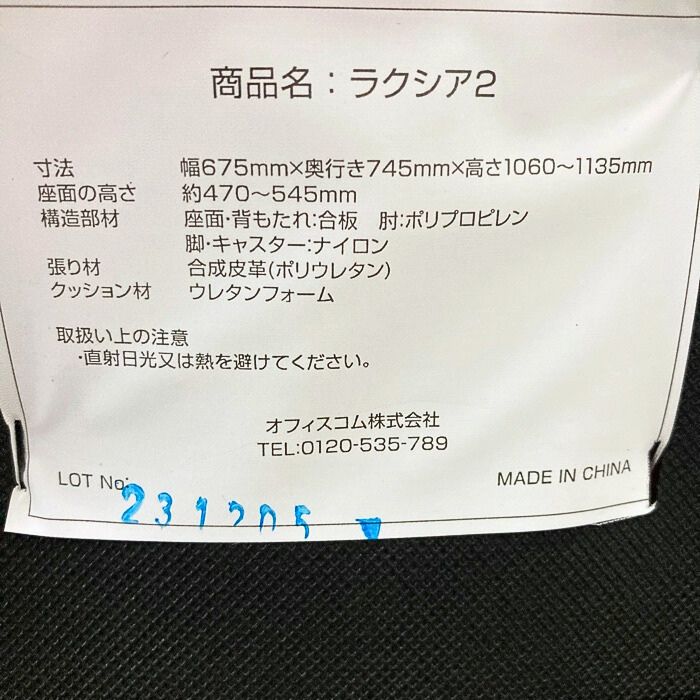 商品名：ラクシア2
寸法 幅675mm×奥行き745mm×高さ1060〜1135mm
座面の高さ 約470〜545mm
構造部材 座面・背もたれ:合板 肘:ポリプロピレン
脚・キャスター:ナイロン
張り材 合成皮革(ポリウレタン)
クッション材 ウレタンフォーム
取扱い上の注意
・直射日光又は熱を避けてください。
オフィスコム株式会社
TEL:0120-535-789
LOT No: MADE IN CHINA
231205